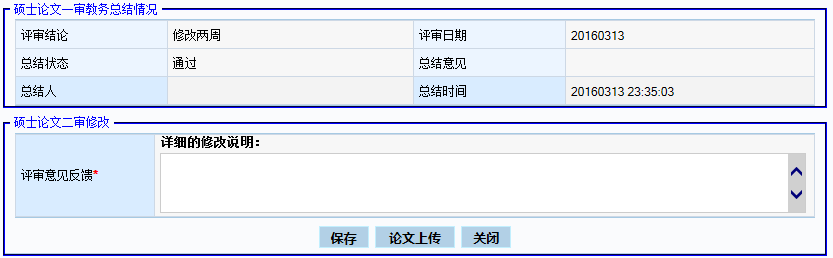 硕士论文一审教务总结情况
评审结论 修改两周 评审日期 20160313
总结状态 通过 总结意见
总结人 总结时间 20160313 23:35:03
硕士论文二审修改
详细的修改说明：
评审意见反馈*
保存 论文上传 关闭